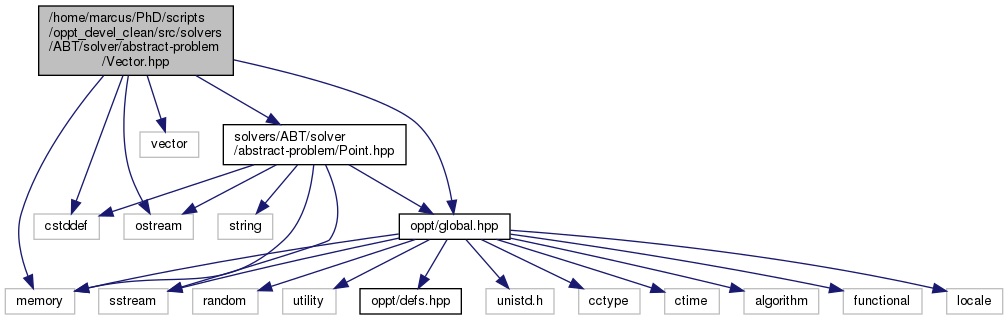 /home/marcus/PhD/scripts
/oppt_devel_clean/src/solvers
/ABT/solver/abstract-problem
/Vector.hpp
vector
solvers/ABT/solver
/abstract-problem/Point.hpp
cstddef
ostream
string
oppt/global.hpp
memory
sstream
random
utility
oppt/defs.hpp
unistd.h
cctype
ctime
algorithm
functional
locale